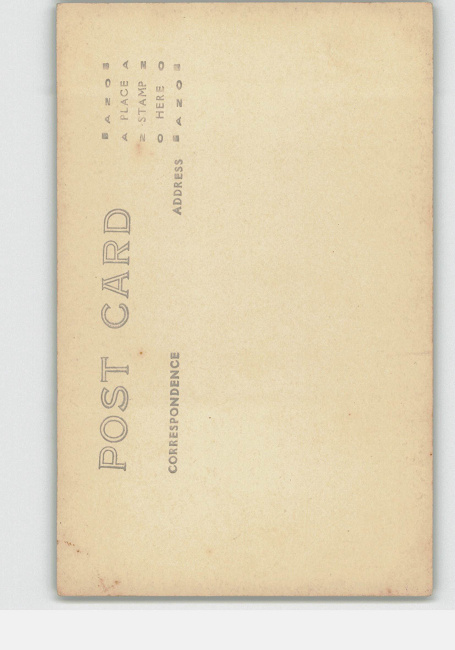 POST CARD
■ A Z O ■
A PLACE A
Z STAMP Z
O HERE O
■ A Z O ■
CORRESPONDENCE
ADDRESS